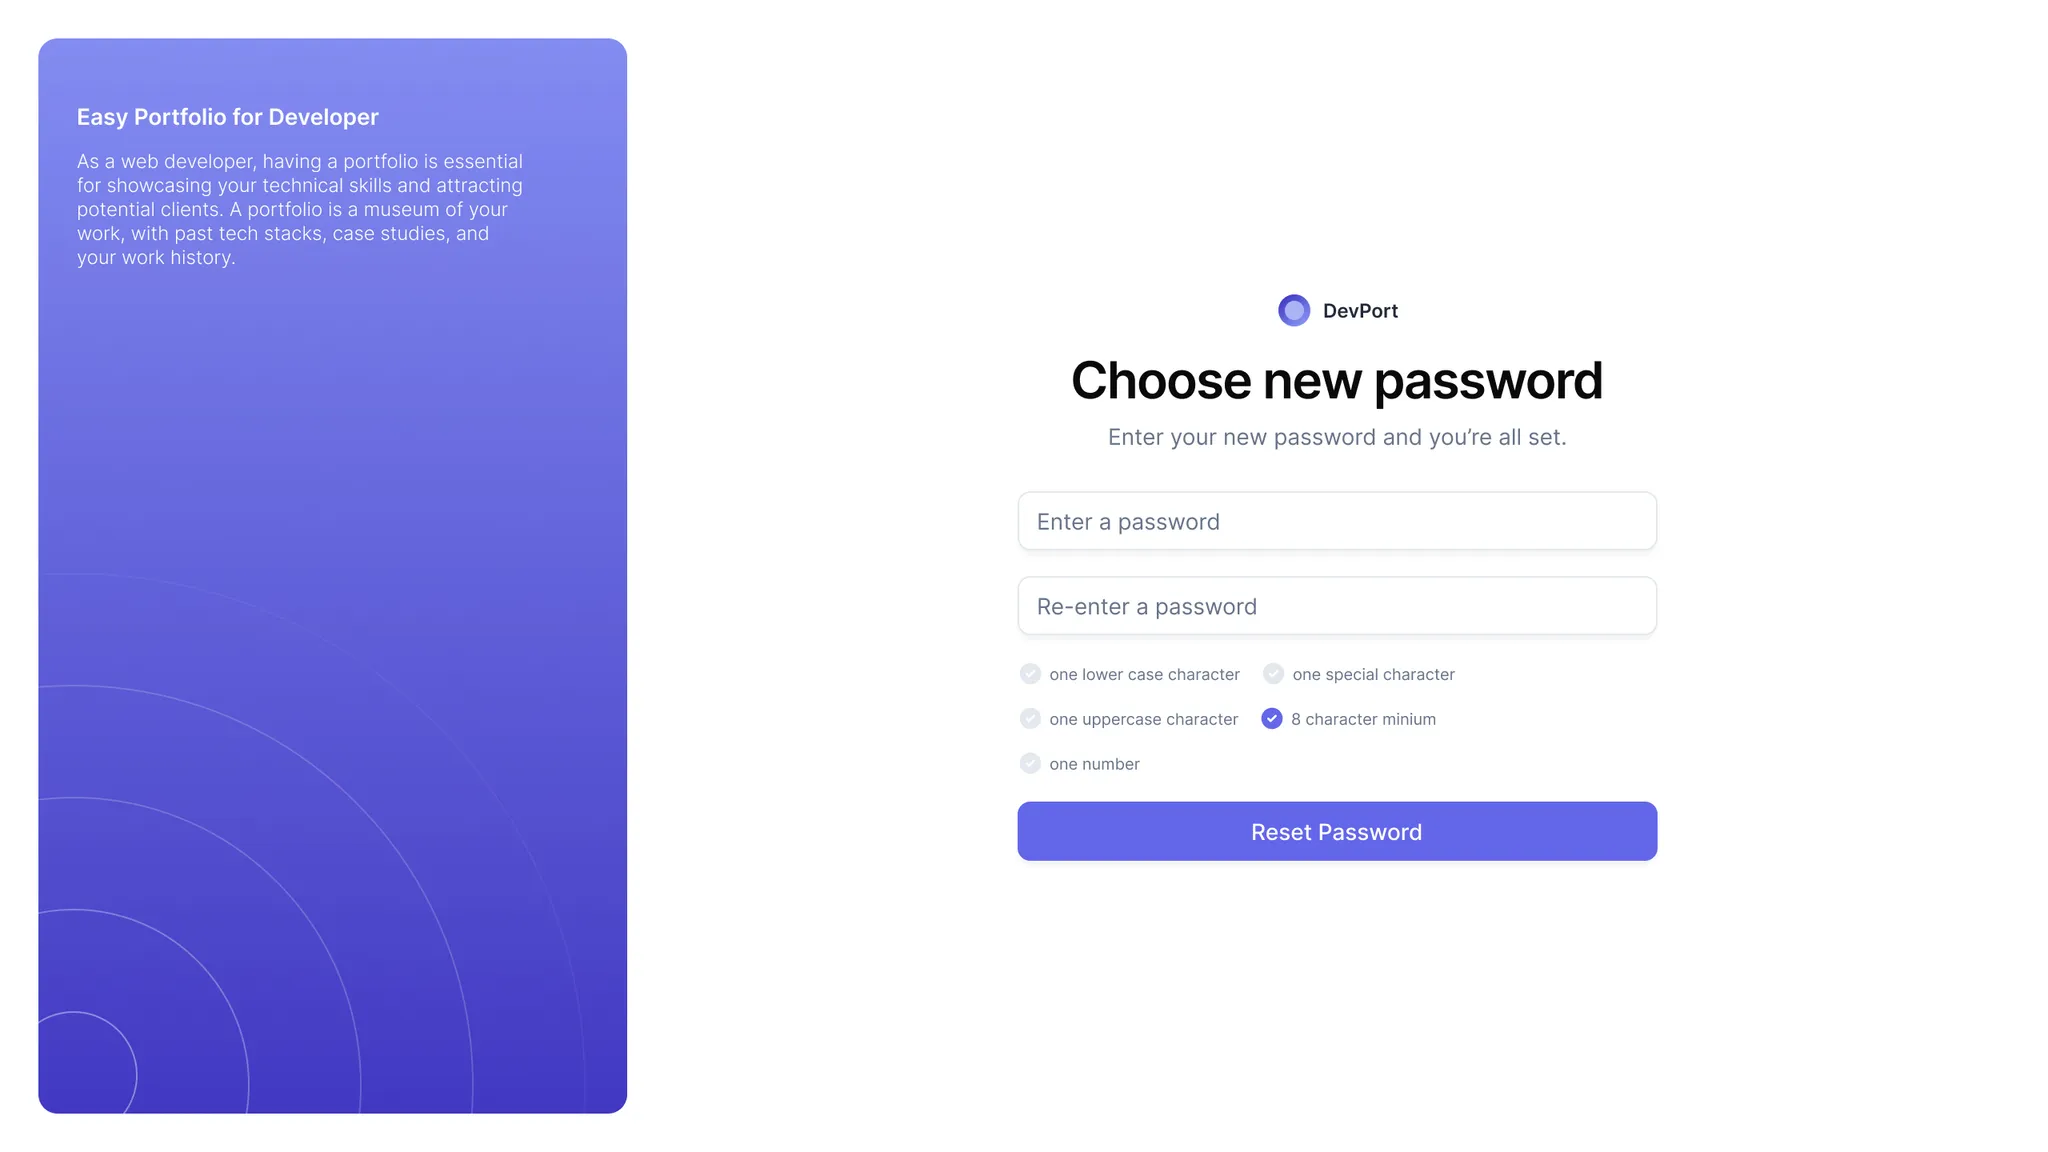 Easy Portfolio for Developer
As a web developer, having a portfolio is essential
for showcasing your technical skills and attracting
potential clients. A portfolio is a museum of your
work, with past tech stacks, case studies, and
your work history.
DevPort
Choose new password
Enter your new password and you’re all set.
Enter a password
Re-enter a password
one lower case character
one special character
one uppercase character
8 character minium
one number
Reset Password